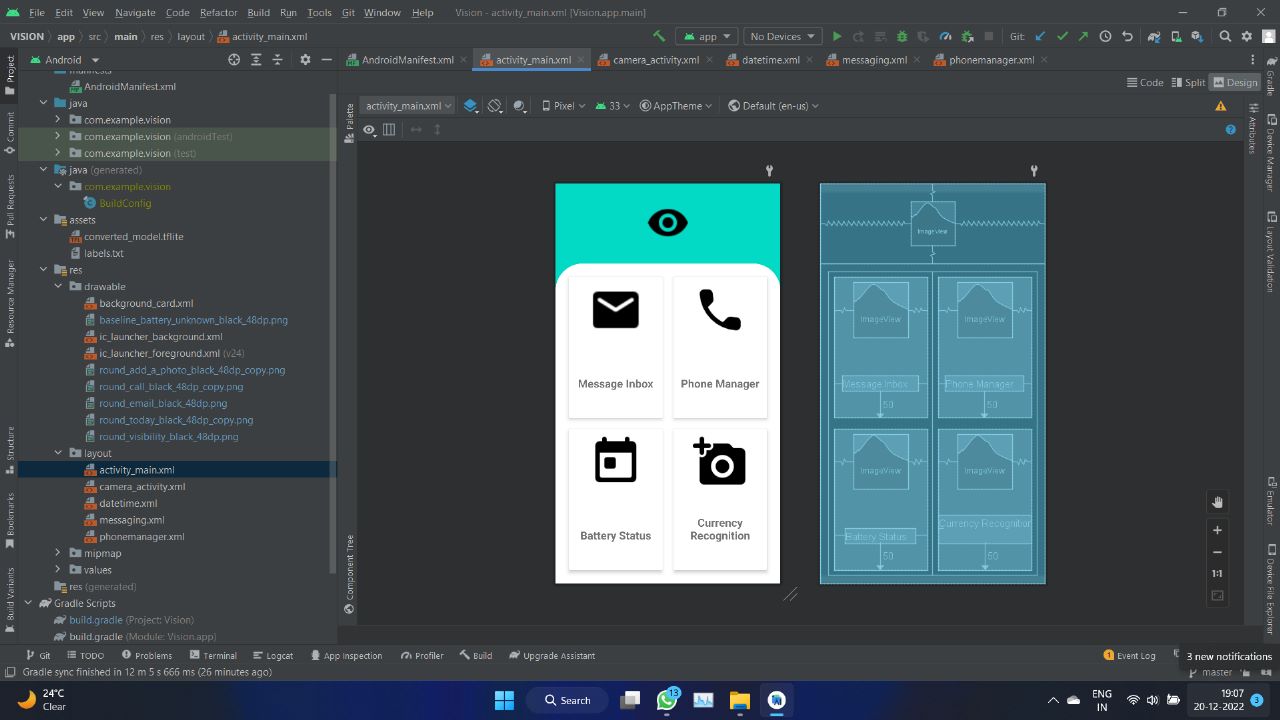 File Edit View Navigate Code Refactor Build Run Tools Git Window Help Vision - activity_main.xml [Vision.app.main]
VISION app src main res layout activity_main.xml app No Devices Git:
Project Android AndroidManifest.xml activity_main.xml camera_activity.xml datetime.xml messaging.xml phonemanager.xml Gradle
manifests
AndroidManifest.xml
Code Split Design
java
activity_main.xml Pixel 33 AppTheme Default (en-us)
Palette
Attributes
Device Manager
Commit
com.example.vision
com.example.vision (androidTest)
com.example.vision (test)
java (generated)
com.example.vision
BuildConfig
Pull Requests
assets
converted_model.tflite
labels.txt
Layout Validation
res
Resource Manager
drawable
background_card.xml
baseline_battery_unknown_black_48dp.png
ic_launcher_background.xml
ic_launcher_foreground.xml (v24)
round_add_a_photo_black_48dp_copy.png
round_call_black_48dp_copy.png
round_email_black_48dp.png
round_today_black_48dp_copy.png
round_visibility_black_48dp.png
Structure
layout
activity_main.xml
camera_activity.xml
datetime.xml
messaging.xml
phonemanager.xml
Bookmarks
mipmap
values
res (generated)
Build Variants
Gradle Scripts
build.gradle (Project: Vision)
build.gradle (Module: Vision.app)
Component Tree
Message Inbox Phone Manager
Battery Status Currency
Recognition
ImageView
ImageView ImageView
Message Inbox Phone Manager
50 50
ImageView ImageView
Battery Status Currency Recognition
50 50
1:1
Emulator
Device File Explorer
Git TODO Problems Terminal Logcat App Inspection Profiler Build Upgrade Assistant 1 Event Log
3 new notifications
Gradle sync finished in 12 m 5 s 666 ms (26 minutes ago) master
24°C
Clear
Search
13
ENG
IN
19:07
20-12-2022
3